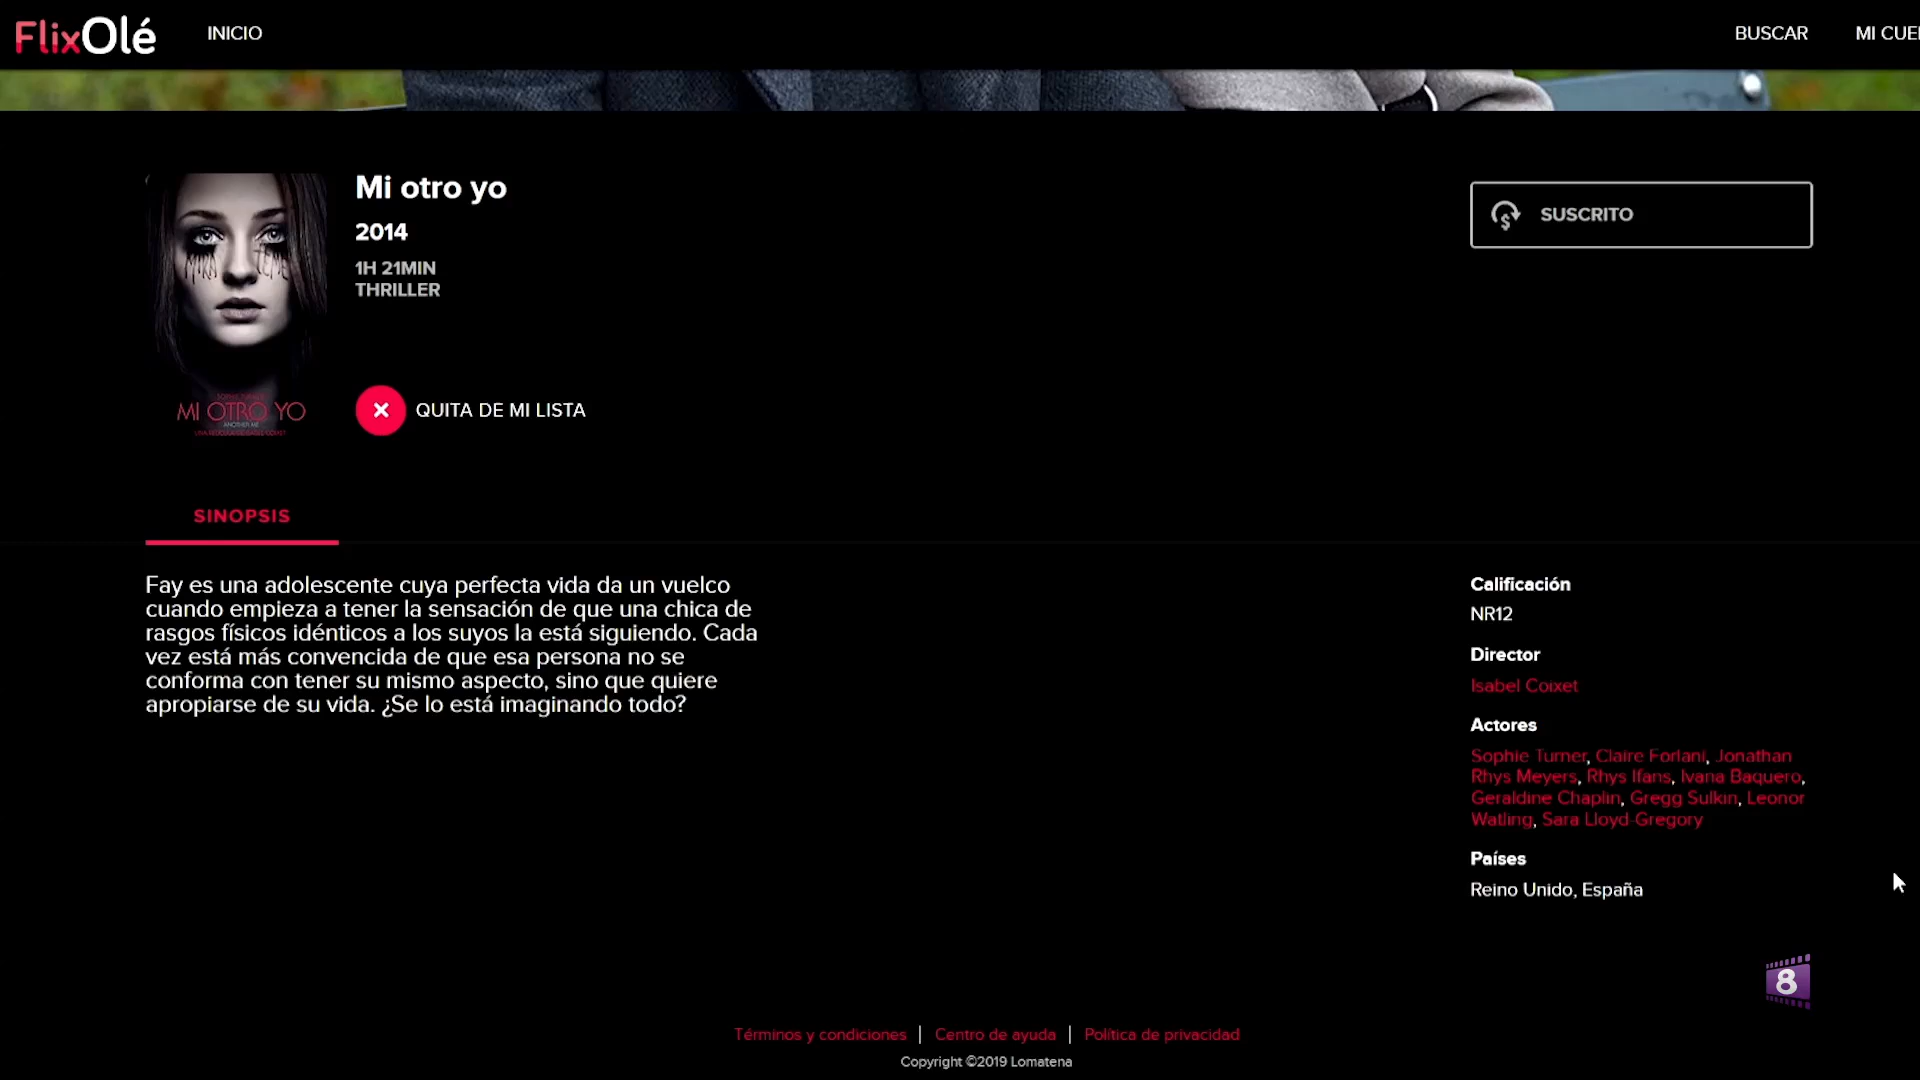 FlixOlé
INICIO
BUSCAR
MI CUE
Mi otro yo
2014
1H 21MIN
THRILLER
SUSCRITO
MI OTRO YO
ANOTHER ME
QUITA DE MI LISTA
SINOPSIS
Fay es una adolescente cuya perfecta vida da un vuelco
cuando empieza a tener la sensación de que una chica de
rasgos físicos idénticos a los suyos la está siguiendo. Cada
vez está más convencida de que esa persona no se
conforma con tener su mismo aspecto, sino que quiere
apropiarse de su vida. ¿Se lo está imaginando todo?
Calificación
NR12
Director
Isabel Coixet
Actores
Sophie Turner, Claire Forlani, Jonathan
Rhys Meyers, Rhys Ifans, Ivana Baquero,
Geraldine Chaplin, Gregg Sulkin, Leonor
Watling, Sara Lloyd-Gregory
Países
Reino Unido, España
8
Términos y condiciones | Centro de ayuda | Política de privacidad
Copyright ©2019 Lomatena